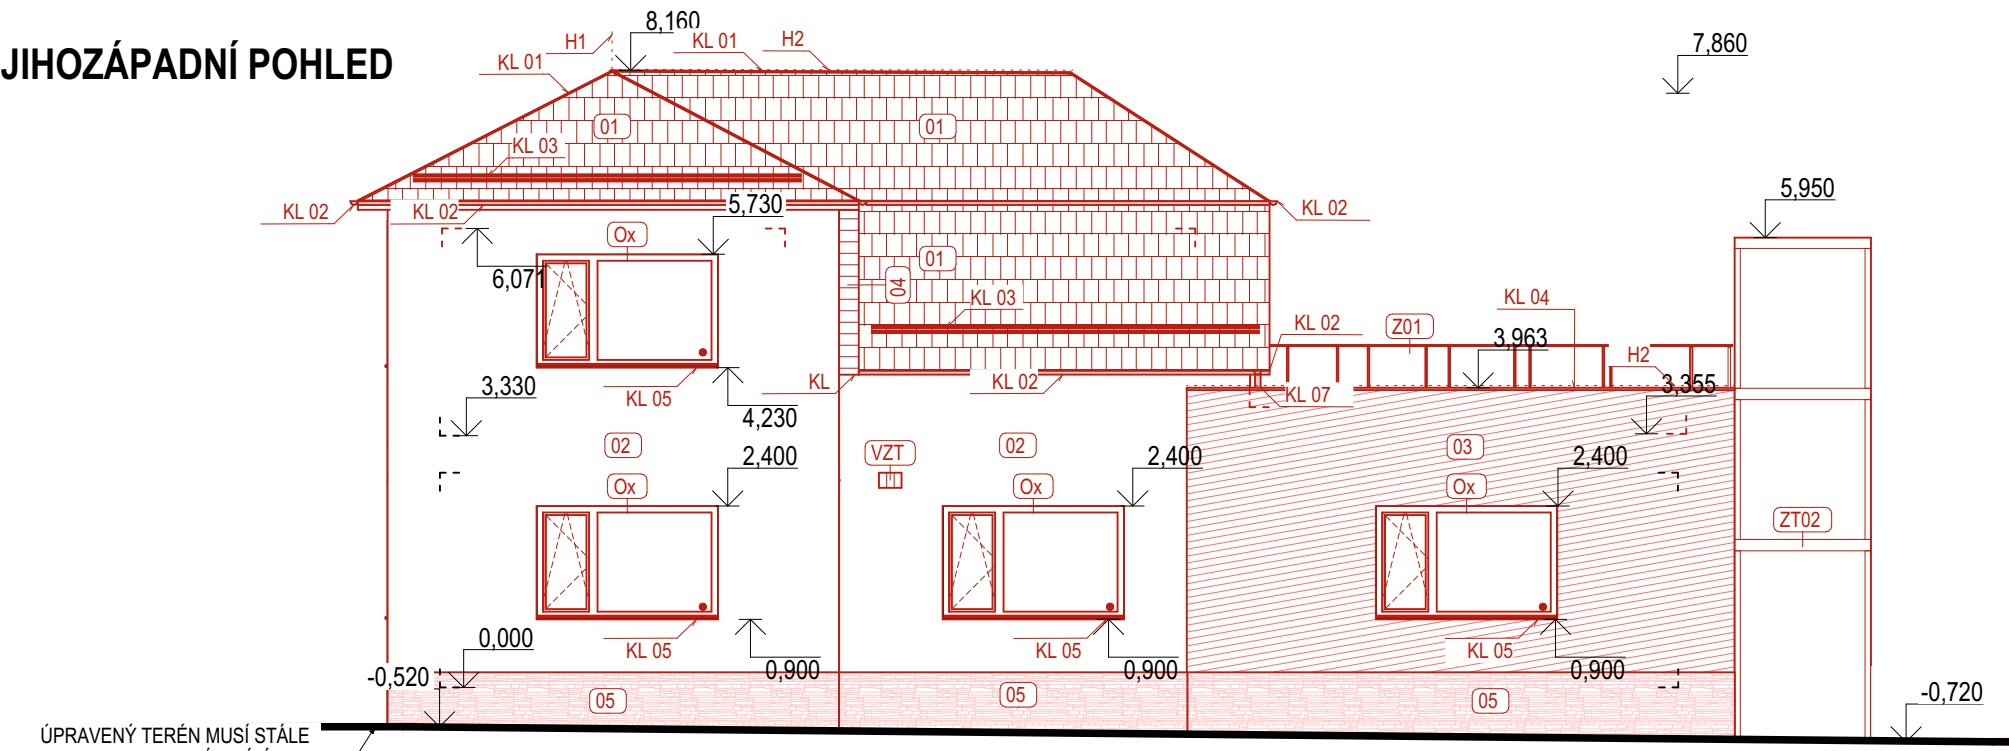 JIHOZÁPADNÍ POHLED
8,160
H1
KL 01
KL 01
H2
7,860
01
01
KL 03
KL 02
KL 02
5,730
KL 02
5,950
Ox
6,071
01
04
KL 03
KL 04
KL 02
Z01
3,963
H2
3,330
KL 05
KL
KL 02
KL 07
3,355
4,230
02
VZT
02
03
2,400
2,400
2,400
Ox
Ox
Ox
ZT02
0,000
KL 05
0,900
KL 05
0,900
KL 05
0,900
-0,520
05
05
05
-0,720
ÚPRAVENÝ TERÉN MUSÍ STÁLE